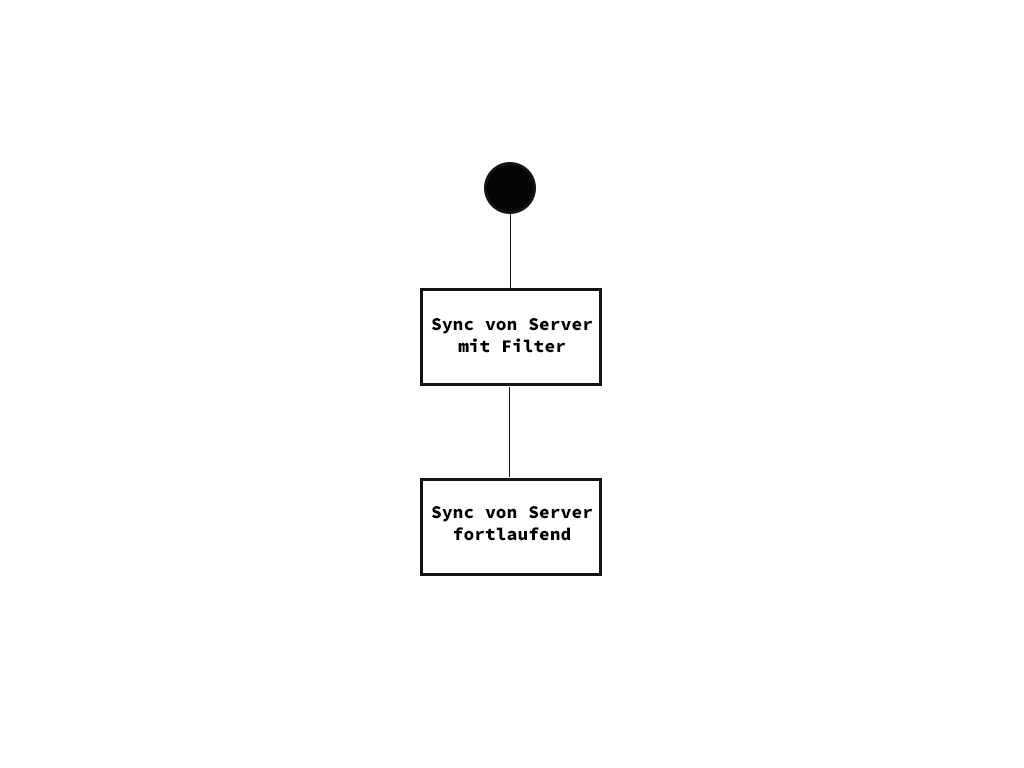 Sync von Server
mit Filter
Sync von Server
fortlaufend